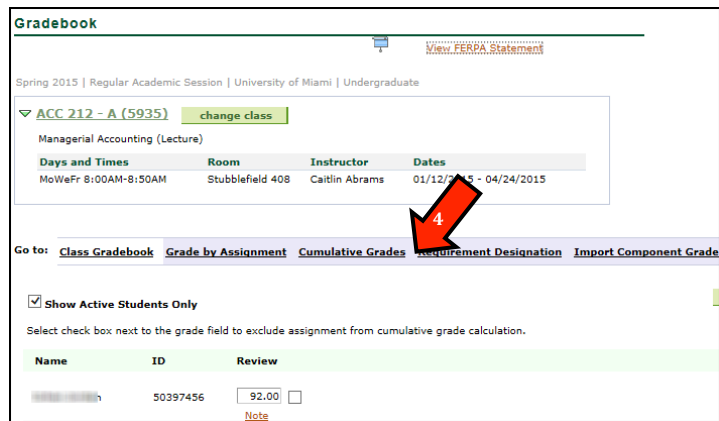 Gradebook
View FERPA Statement
Spring 2015 | Regular Academic Session | University of Miami | Undergraduate
ACC 212 - A (5935) change class
Managerial Accounting (Lecture)
Days and Times Room Instructor Dates
MoWeFr 8:00AM-8:50AM Stubblefield 408 Caitlin Abrams 01/12/2015 - 04/24/2015
4
Go to: Class Gradebook Grade by Assignment Cumulative Grades Requirement Designation Import Component Grade
Show Active Students Only
Select check box next to the grade field to exclude assignment from cumulative grade calculation.
Name ID Review
50397456 92.00
Note